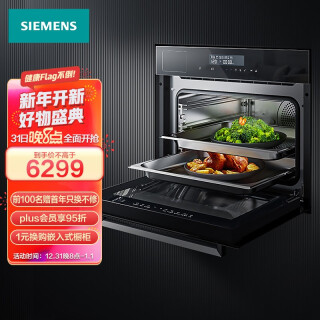 SIEMENS
健康Flag不倒!
新年开新
好物盛典
31日晚8点全面开抢
到手价不高于
6299
前100名赠首年只换不修
plus会员享95折
1元换购嵌入式橱柜
活动时间：12.31晚8点-1.1